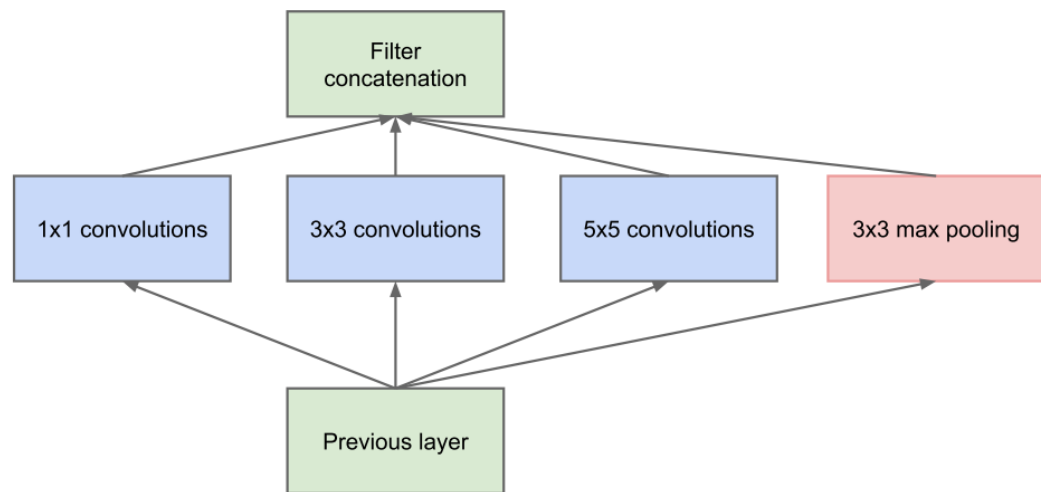 Filter
concatenation
1x1 convolutions
3x3 convolutions
5x5 convolutions
3x3 max pooling
Previous layer